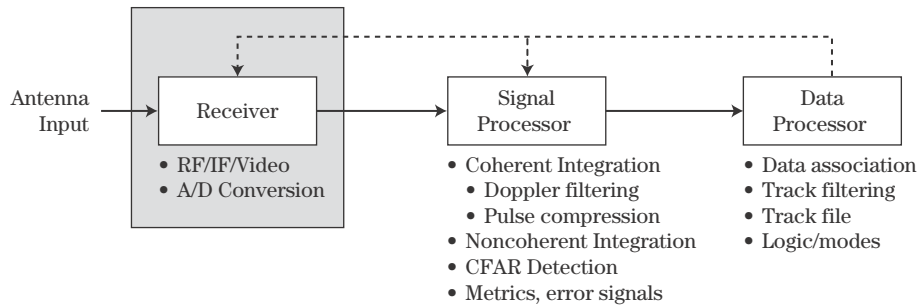 Antenna
Input
Receiver
• RF/IF/Video
• A/D Conversion
Signal
Processor
• Coherent Integration
• Doppler filtering
• Pulse compression
• Noncoherent Integration
• CFAR Detection
• Metrics, error signals
Data
Processor
• Data association
• Track filtering
• Track file
• Logic/modes